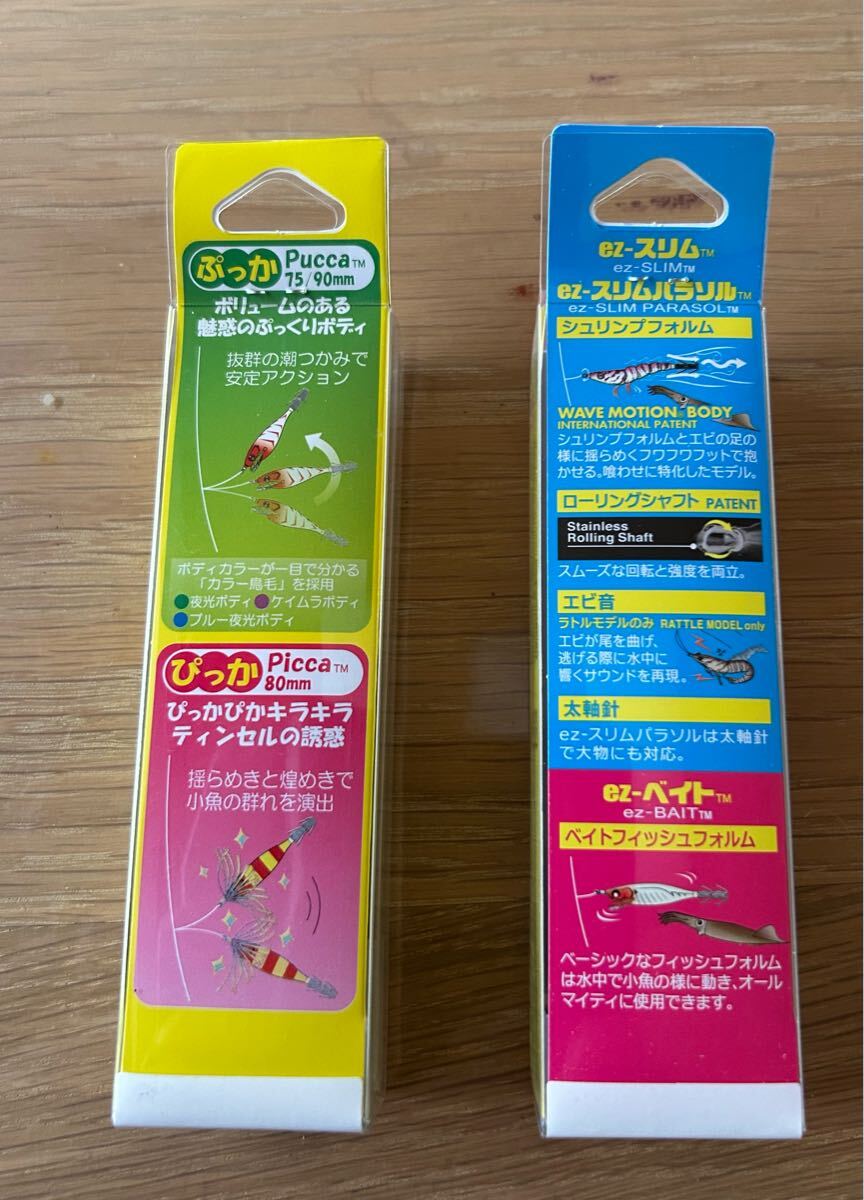 ぷっか Pucca™
75/90mm
ボリュームのある
魅惑のぷっくりボディ
抜群の潮つかみで
安定アクション
ボディカラーが一目で分かる
「カラー鳥毛」を採用
●夜光ボディ●ケイムラボディ
●ブルー夜光ボディ
ぴっか Picca™
80mm
ぴっかぴかキラキラ
ティンセルの誘惑
揺らめきと煌めきで
小魚の群れを演出
ez-スリム™
ez-SLIM™
ez-スリムパラソル™
ez-SLIM PARASOL™
シュリンプフォルム
WAVE MOTION BODY
INTERNATIONAL PATENT
シュリンプフォルムとエビの足の
様に揺らめくフワフワフットで抱
かせる。喰わせに特化したモデル。
ローリングシャフト PATENT
Stainless
Rolling Shaft
スムーズな回転と強度を両立。
エビ音
ラトルモデルのみ RATTLE MODEL only
エビが尾を曲げ、
逃げる際に水中に
響くサウンドを再現。
太軸針
ez-スリムパラソルは太軸針
で大物にも対応。
ez-ベイト™
ez-BAIT™
ベイトフィッシュフォルム
ベーシックなフィッシュフォルム
は水中で小魚の様に動き、オール
マイティに使用できます。